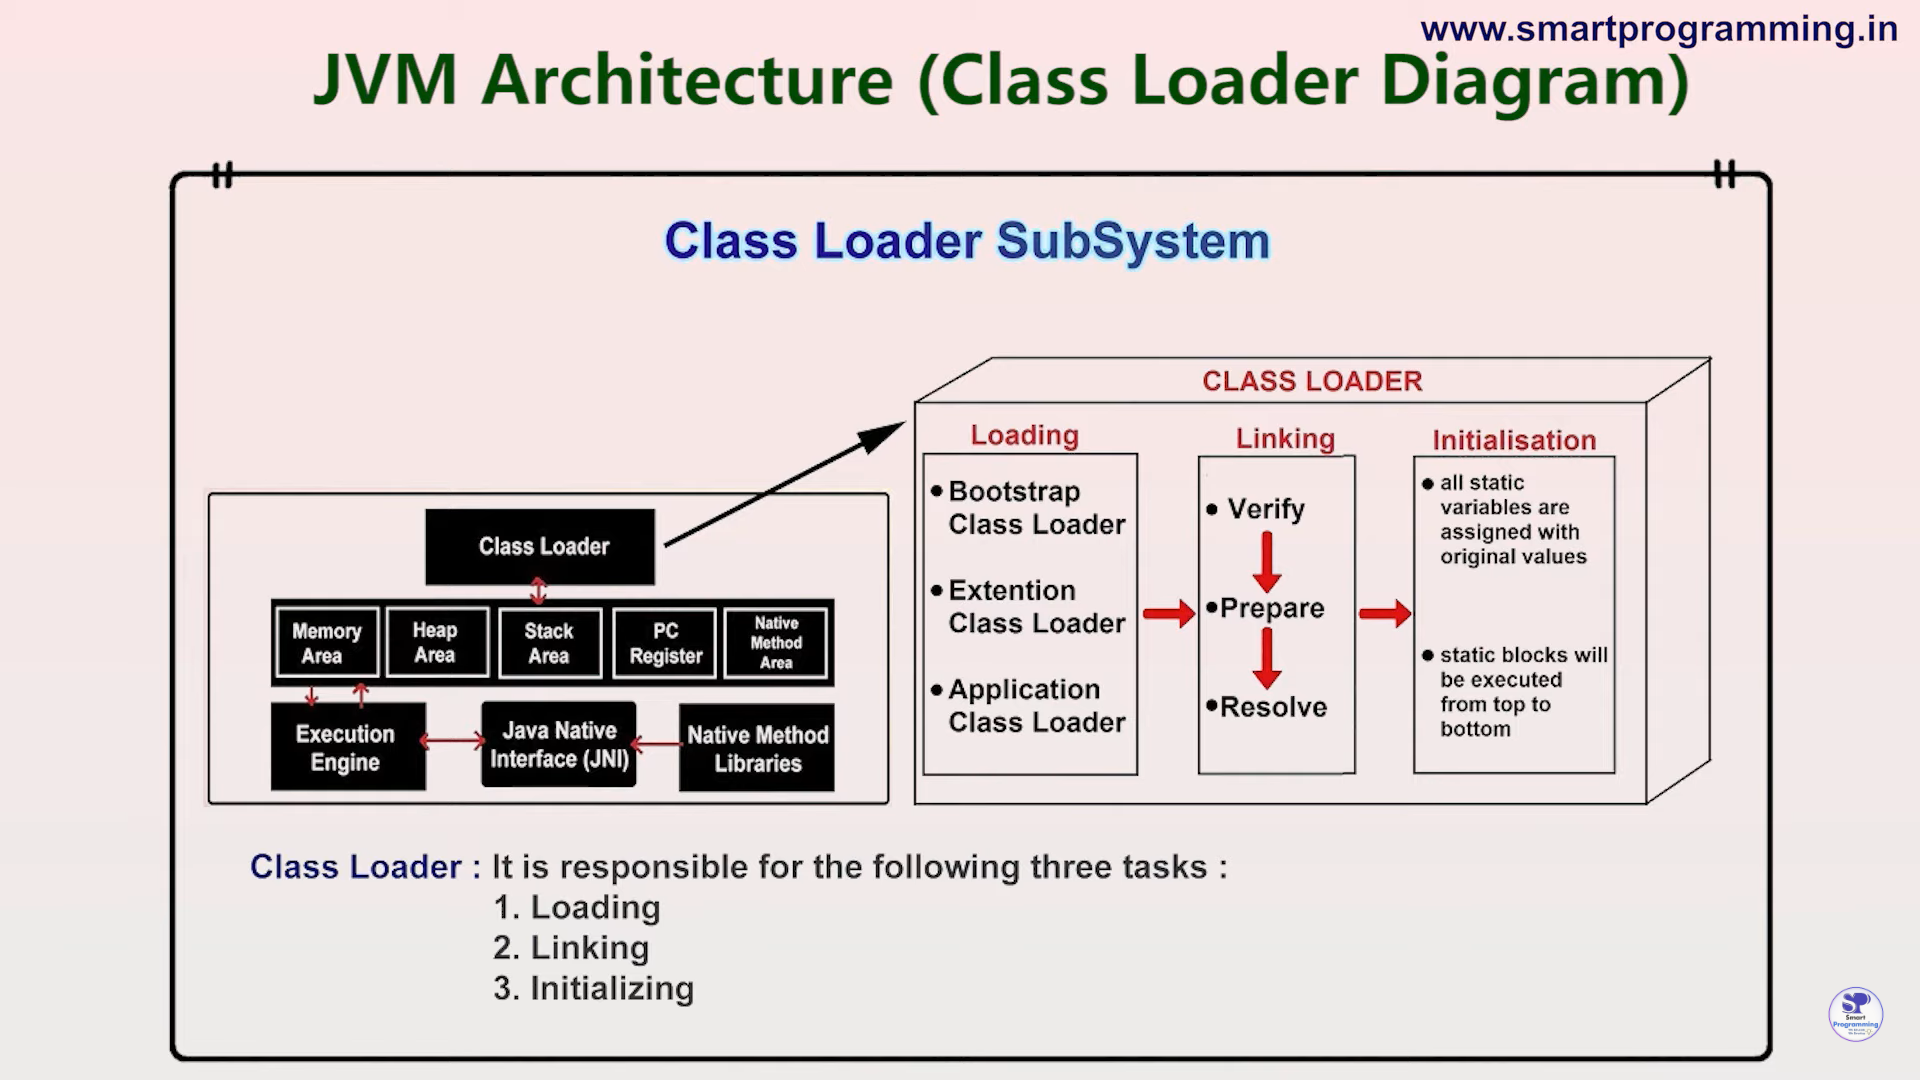 www.smartprogramming.in
JVM Architecture (Class Loader Diagram)
Class Loader SubSystem
CLASS LOADER
Loading
• Bootstrap
Class Loader
• Extention
Class Loader
• Application
Class Loader
Linking
• Verify
•Prepare
•Resolve
Initialisation
• all static
variables are
assigned with
original values
• static blocks will
be executed
from top to
bottom
Class Loader
Memory
Area
Heap
Area
Stack
Area
PC
Register
Native
Method
Area
Execution
Engine
Java Native
Interface (JNI)
Native Method
Libraries
Class Loader : It is responsible for the following three tasks :
1. Loading
2. Linking
3. Initializing
SP
Smart
Programming